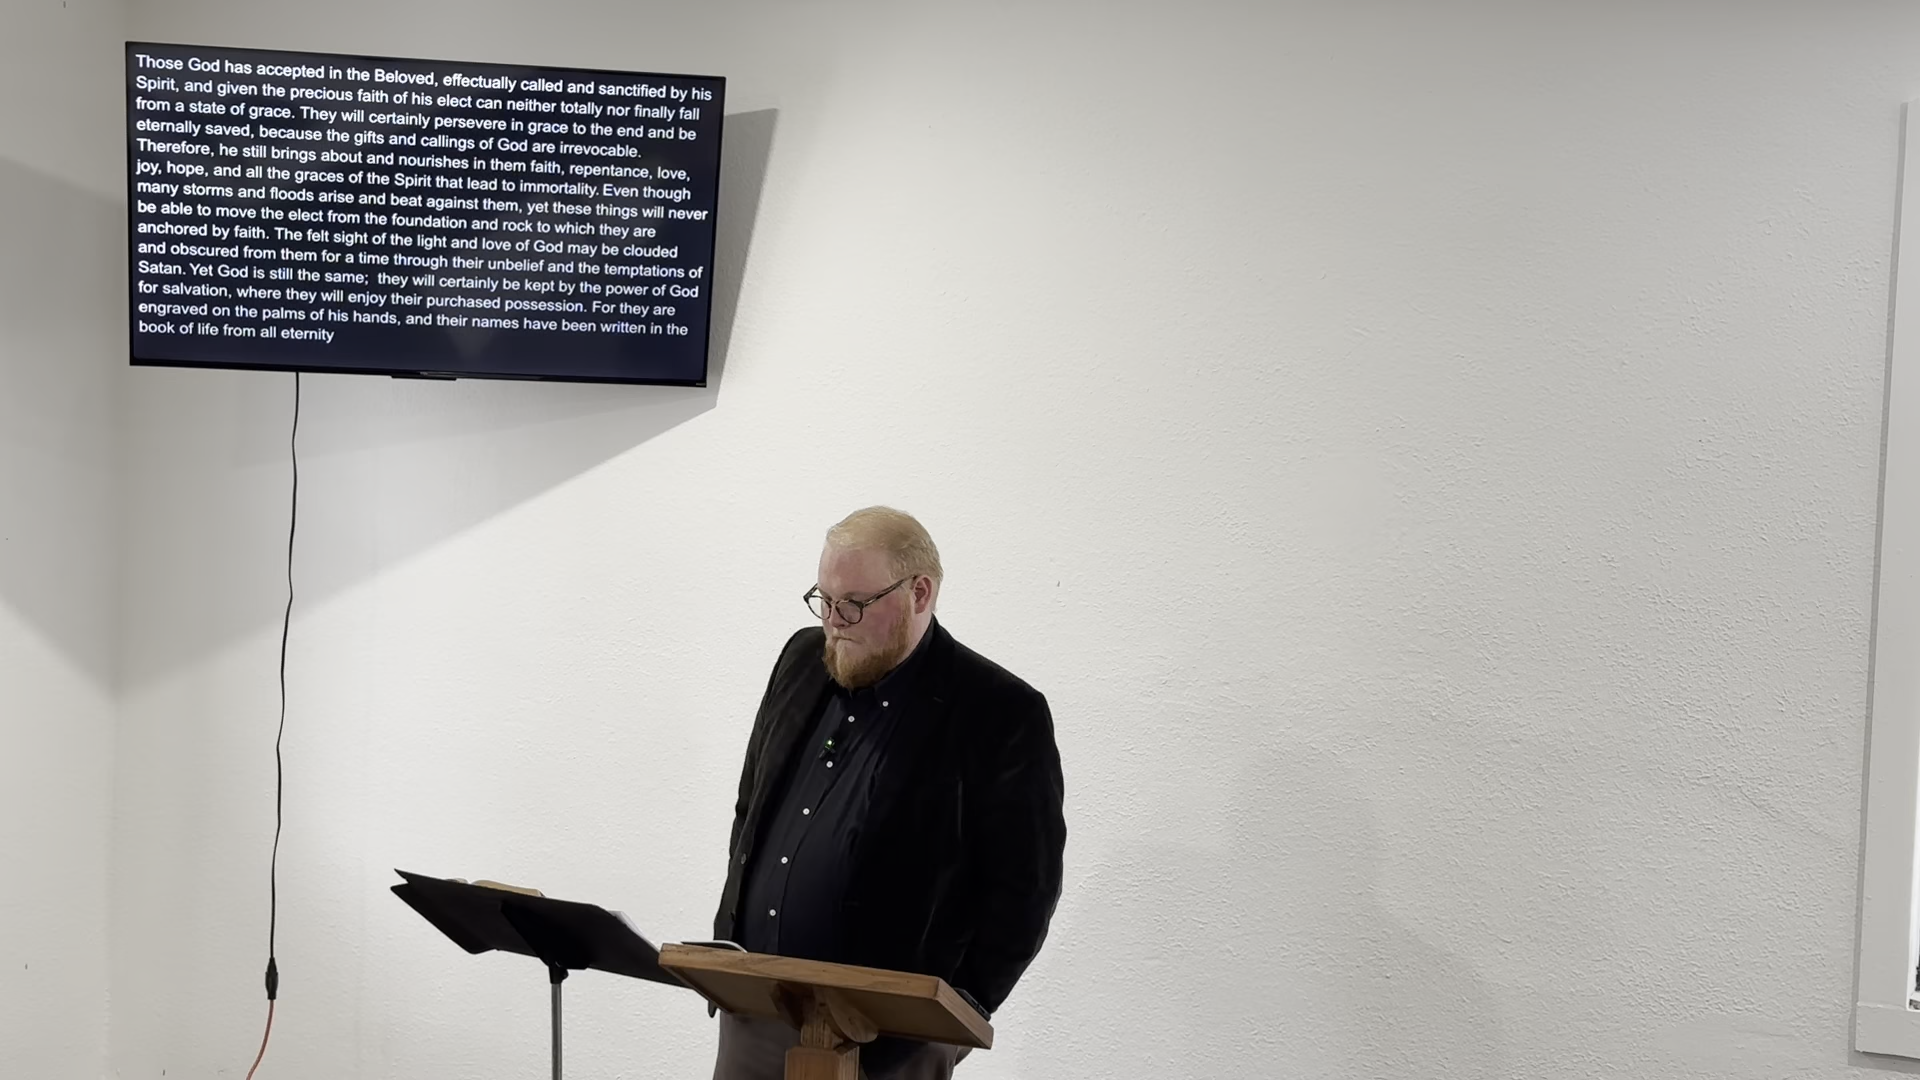 Those God has accepted in the Beloved, effectually called and sanctified by his
Spirit, and given the precious faith of his elect can neither totally nor finally fall
from a state of grace. They will certainly persevere in grace to the end and be
eternally saved, because the gifts and callings of God are irrevocable.
Therefore, he still brings about and nourishes in them faith, repentance, love,
joy, hope, and all the graces of the Spirit that lead to immortality. Even though
many storms and floods arise and beat against them, yet these things will never
be able to move the elect from the foundation and rock to which they are
anchored by faith. The felt sight of the light and love of God may be clouded
and obscured from them for a time through their unbelief and the temptations of
Satan. Yet God is still the same;  they will certainly be kept by the power of God
for salvation, where they will enjoy their purchased possession. For they are
engraved on the palms of his hands, and their names have been written in the
book of life from all eternity